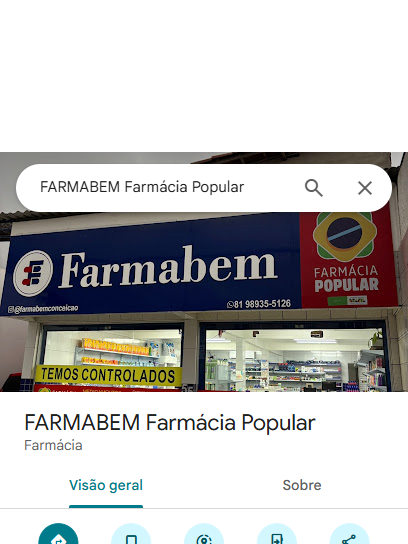 FARMABEM Farmácia Popular
Farmabem
FARMÁCIA
POPULAR
@farmabemconceicao
81 98935-5126
TEMOS CONTROLADOS
FARMABEM Farmácia Popular
Farmácia
Visão geral
Sobre